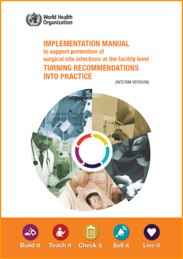 World Health
Organization
IMPLEMENTATION MANUAL
to support prevention of
surgical site infections at the facility level
TURNING RECOMMENDATIONS
INTO PRACTICE
(INTERIM VERSION)
Build it
Teach it
Check it
Sell it
Live it